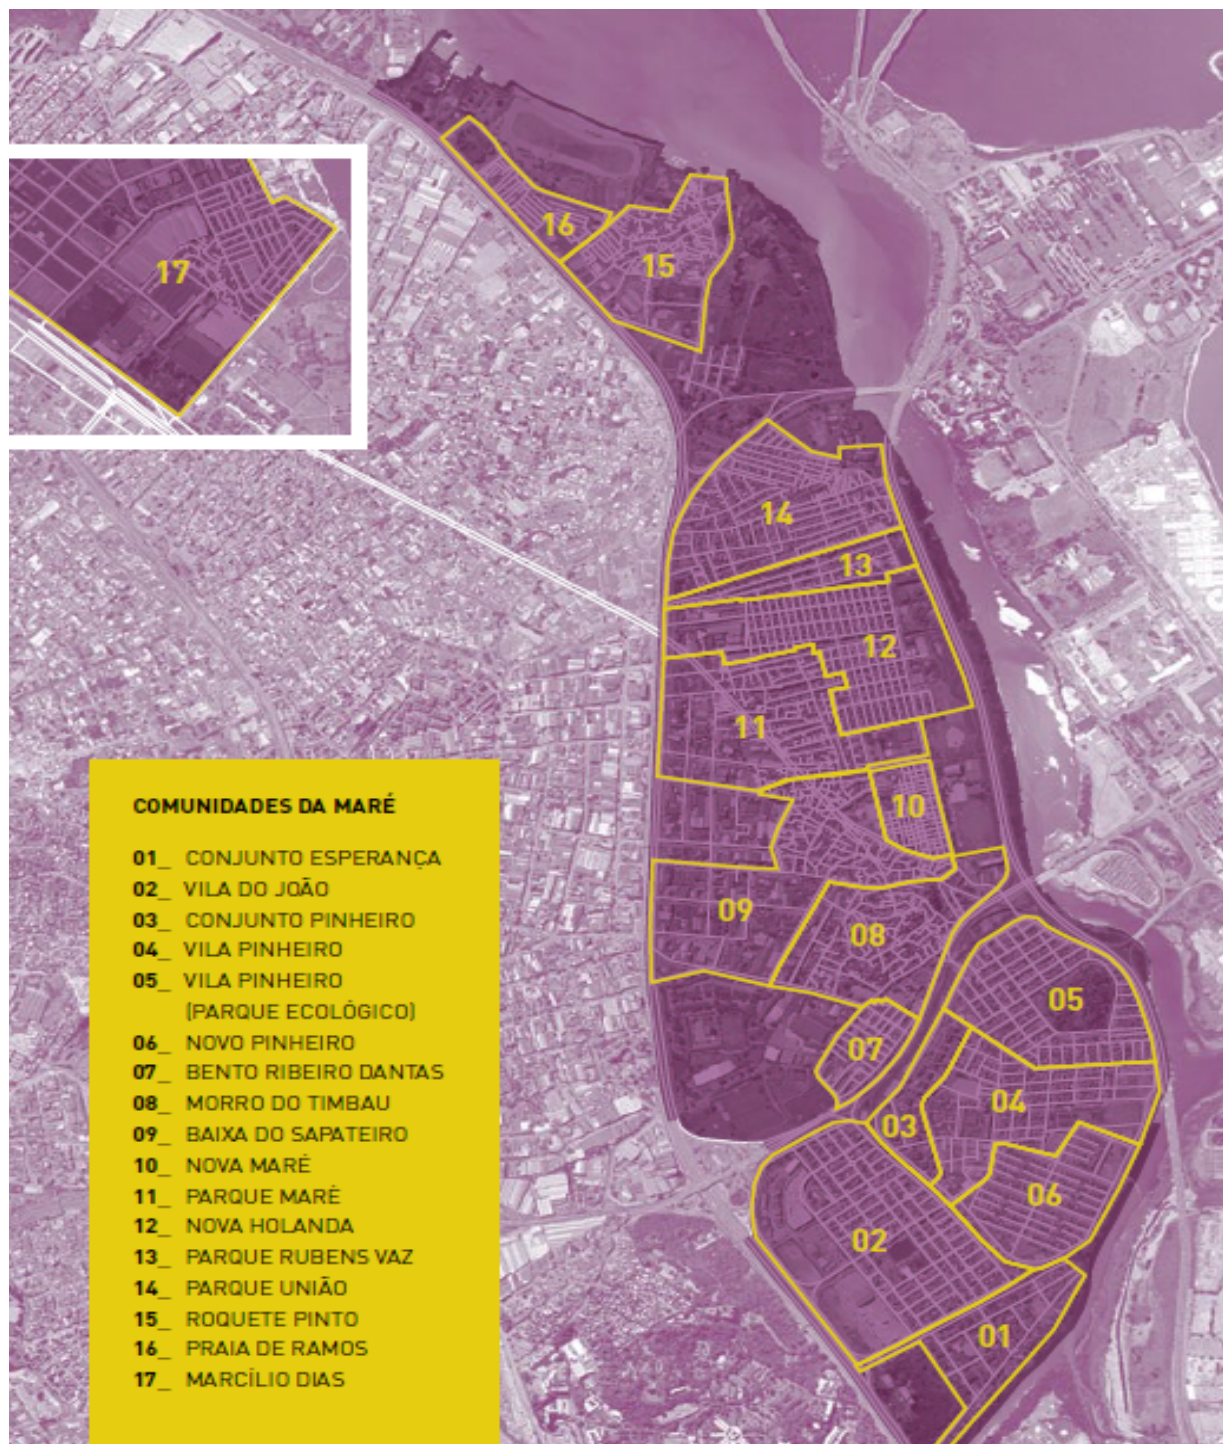 16
15
17
14
13
12
11
10
09
08
05
07
04
03
06
02
01
COMUNIDADES DA MARÉ
01_ CONJUNTO ESPERANÇA
02_ VILA DO JOÃO
03_ CONJUNTO PINHEIRO
04_ VILA PINHEIRO
05_ VILA PINHEIRO
(PARQUE ECOLÓGICO)
06_ NOVO PINHEIRO
07_ BENTO RIBEIRO DANTAS
08_ MORRO DO TIMBAU
09_ BAIXA DO SAPATEIRO
10_ NOVA MARÉ
11_ PARQUE MARÉ
12_ NOVA HOLANDA
13_ PARQUE RUBENS VAZ
14_ PARQUE UNIÃO
15_ ROQUETE PINTO
16_ PRAIA DE RAMOS
17_ MARCÍLIO DIAS